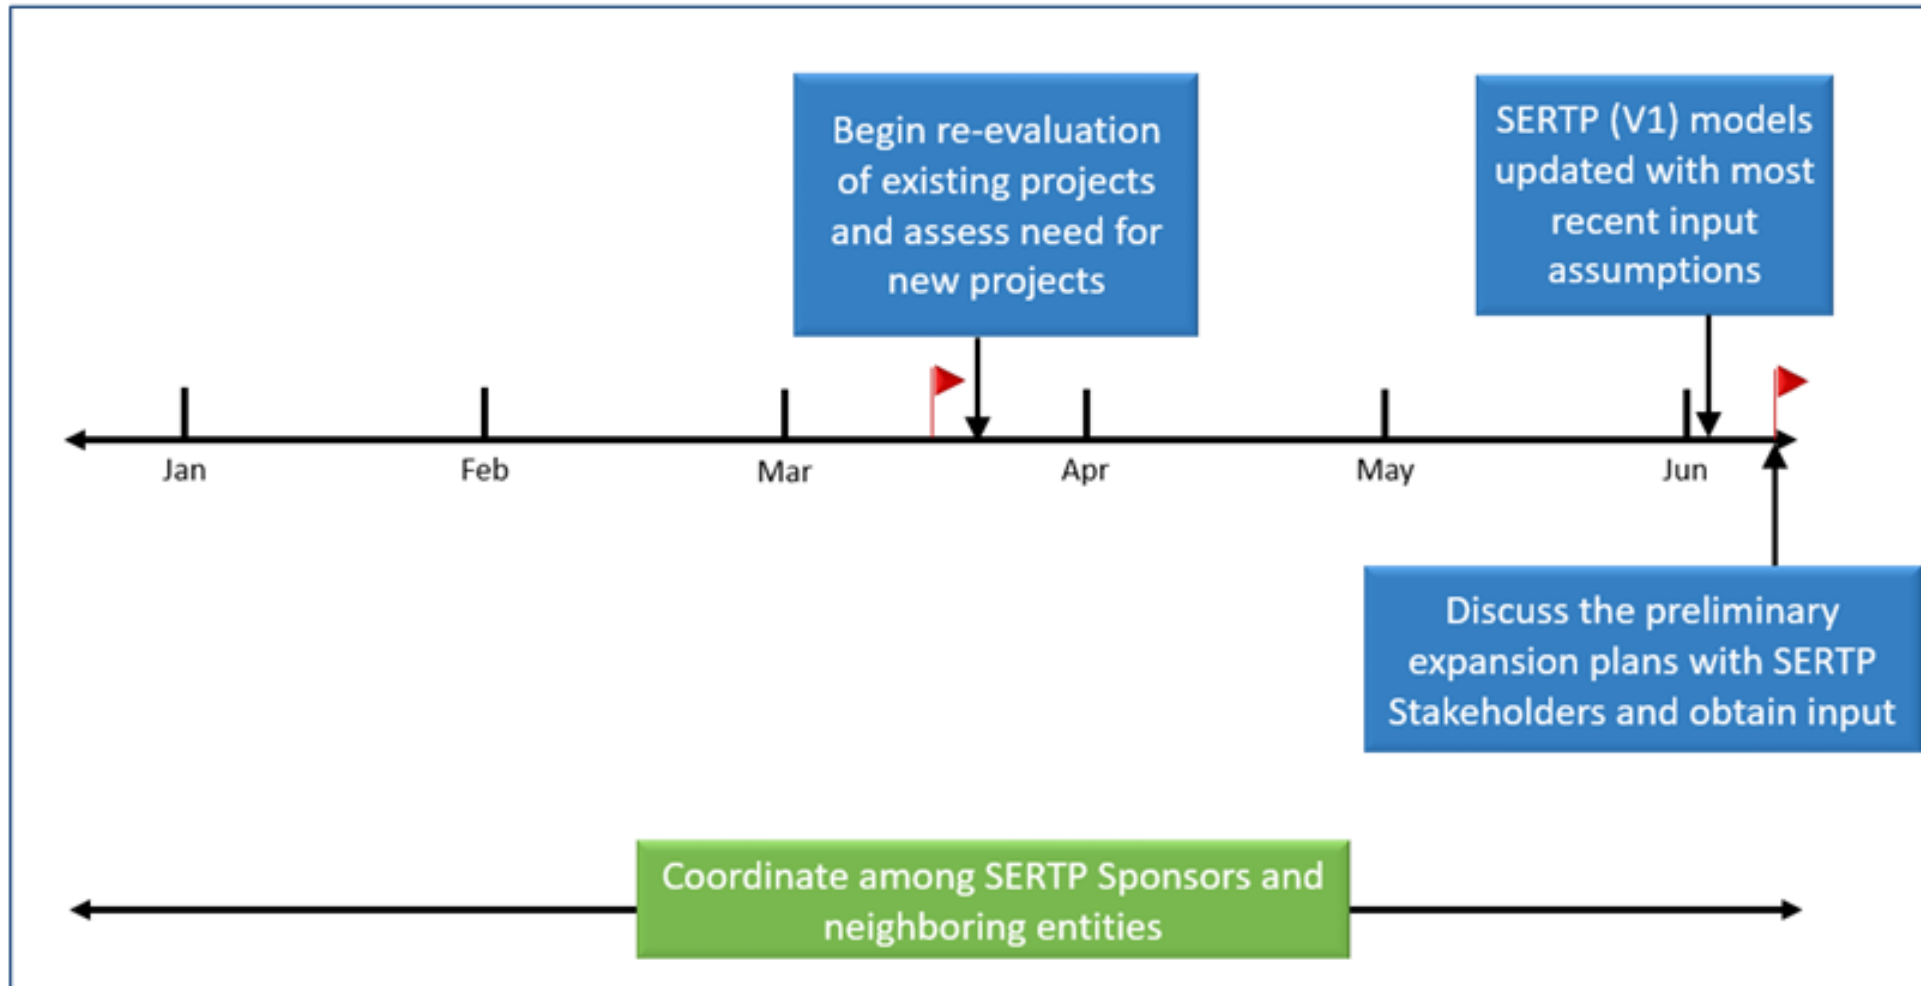 Begin re-evaluation
of existing projects
and assess need for
new projects
SERTP (V1) models
updated with most
recent input
assumptions
Jan
Feb
Mar
Apr
May
Jun
Discuss the preliminary
expansion plans with SERTP
Stakeholders and obtain input
Coordinate among SERTP Sponsors and
neighboring entities